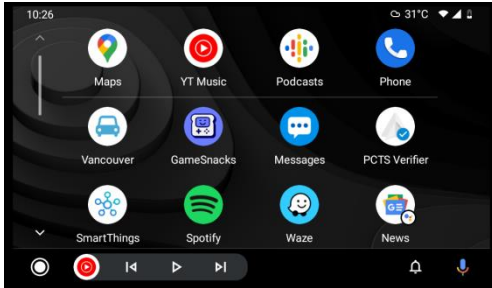 10:26 31°C
Maps YT Music Podcasts Phone
Vancouver GameSnacks Messages PCTS Verifier
SmartThings Spotify Waze News